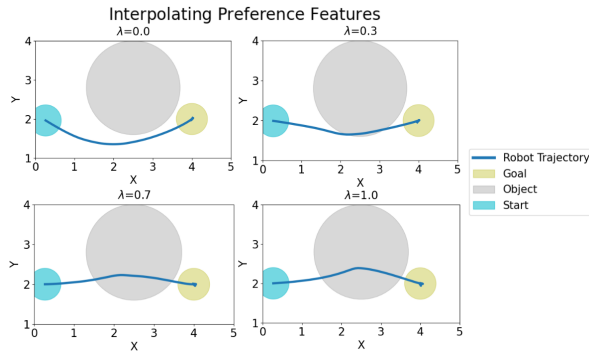 Interpolating Preference Features
λ=0.0
4
3
2
1
Y
0 1 2 3 4 5
X
λ=0.3
4
3
2
1
Y
0 1 2 3 4 5
X
λ=0.7
4
3
2
1
Y
0 1 2 3 4 5
X
λ=1.0
4
3
2
1
Y
0 1 2 3 4 5
X
Robot Trajectory
Goal
Object
Start